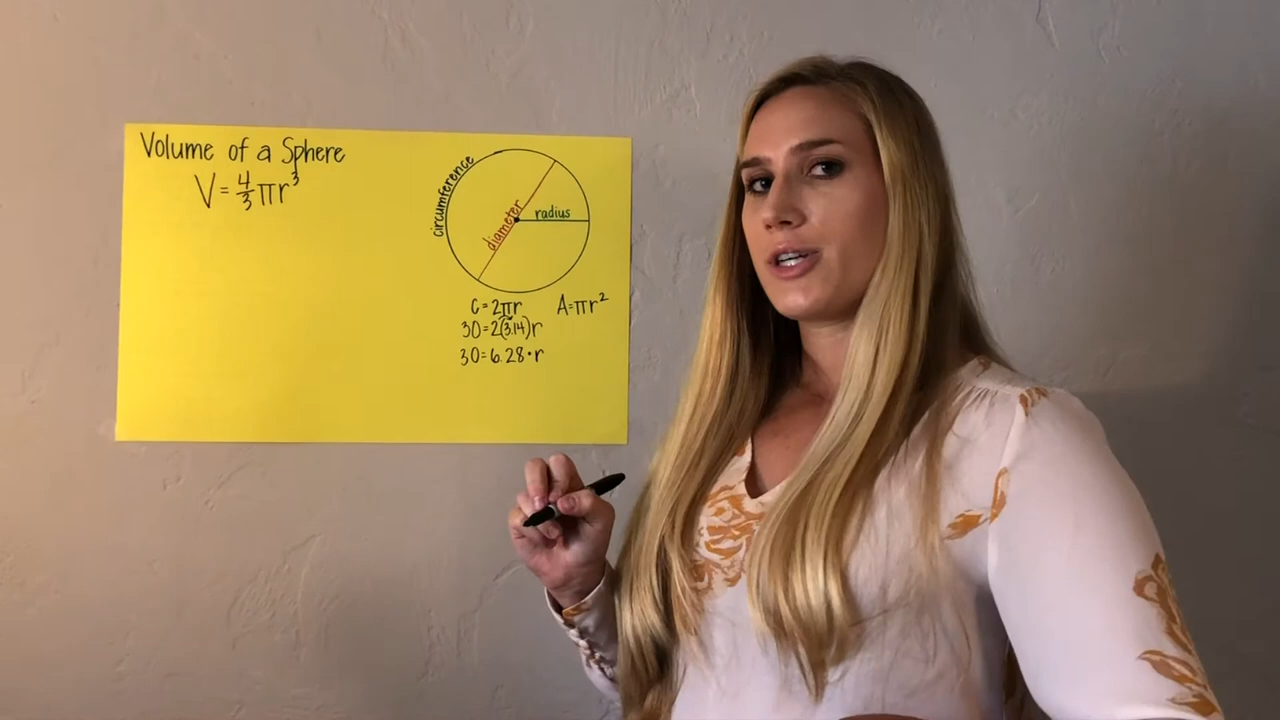 Volume of a Sphere
V = 4/3 πr³
circumference
diameter
radius
C = 2πr
A = πr²
30 = 2(3.14)r
30 = 6.28 • r